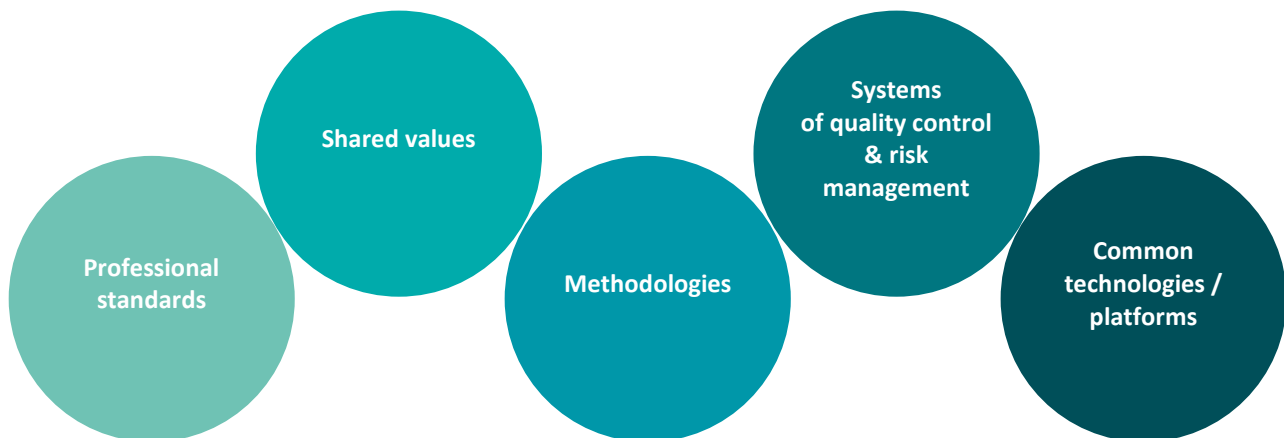 Professional
standards
Shared values
Methodologies
Systems
of quality control
& risk
management
Common
technologies /
platforms